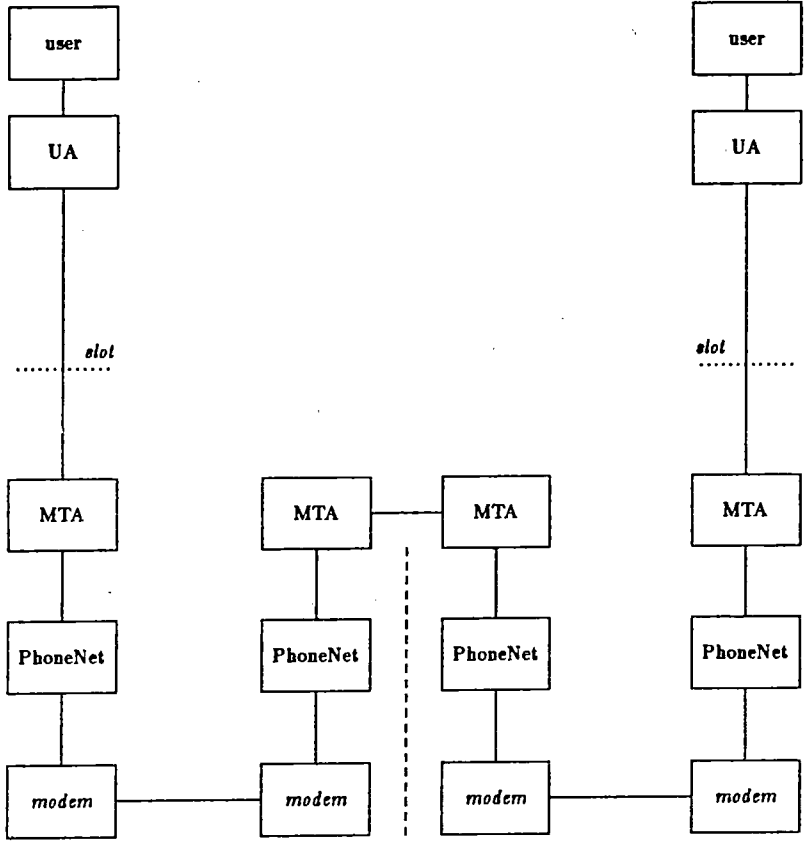 user
user
UA
UA
slot
slot
MTA
MTA
MTA
MTA
PhoneNet
PhoneNet
PhoneNet
PhoneNet
modem
modem
modem
modem